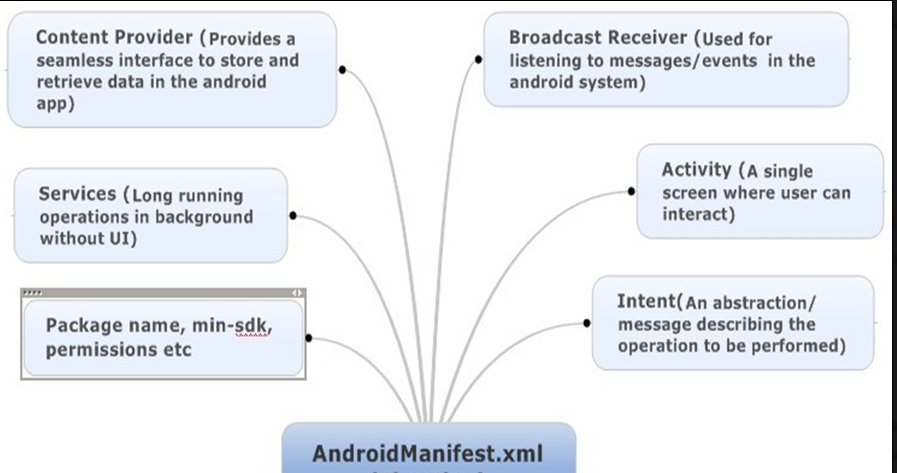 Content Provider (Provides a
seamless interface to store and
retrieve data in the android
app)
Broadcast Receiver (Used for
listening to messages/events in the
android system)
Services (Long running
operations in background
without UI)
Activity (A single
screen where user can
interact)
Package name, min-sdk,
permissions etc
Intent(An abstraction/
message describing the
operation to be performed)
AndroidManifest.xml